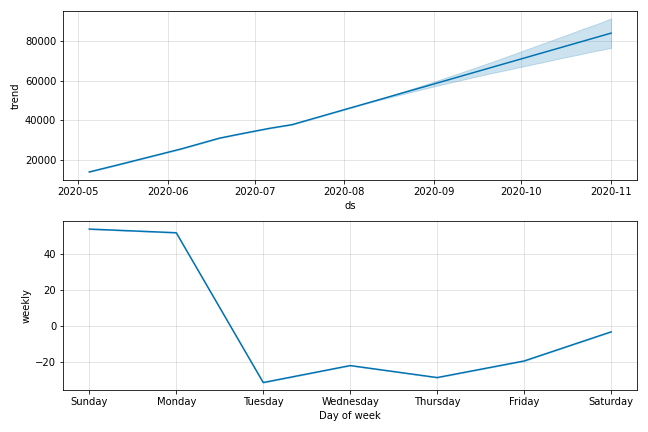 80000
60000
40000
20000
trend
2020-05 2020-06 2020-07 2020-08 2020-09 2020-10 2020-11
ds
40
20
0
−20
weekly
Sunday Monday Tuesday Wednesday Thursday Friday Saturday
Day of week